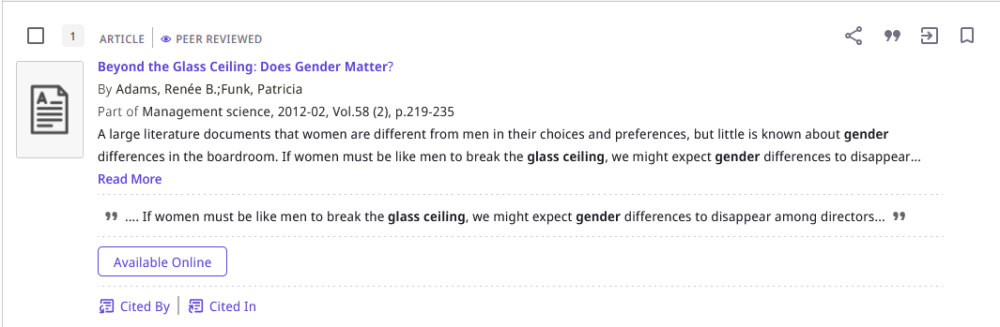 1 ARTICLE PEER REVIEWED
Beyond the Glass Ceiling: Does Gender Matter?
By Adams, Renée B.;Funk, Patricia
Part of Management science, 2012-02, Vol.58 (2), p.219-235
A large literature documents that women are different from men in their choices and preferences, but little is known about gender
differences in the boardroom. If women must be like men to break the glass ceiling, we might expect gender differences to disappear...
Read More
.... If women must be like men to break the glass ceiling, we might expect gender differences to disappear among directors...
Available Online
Cited By Cited In